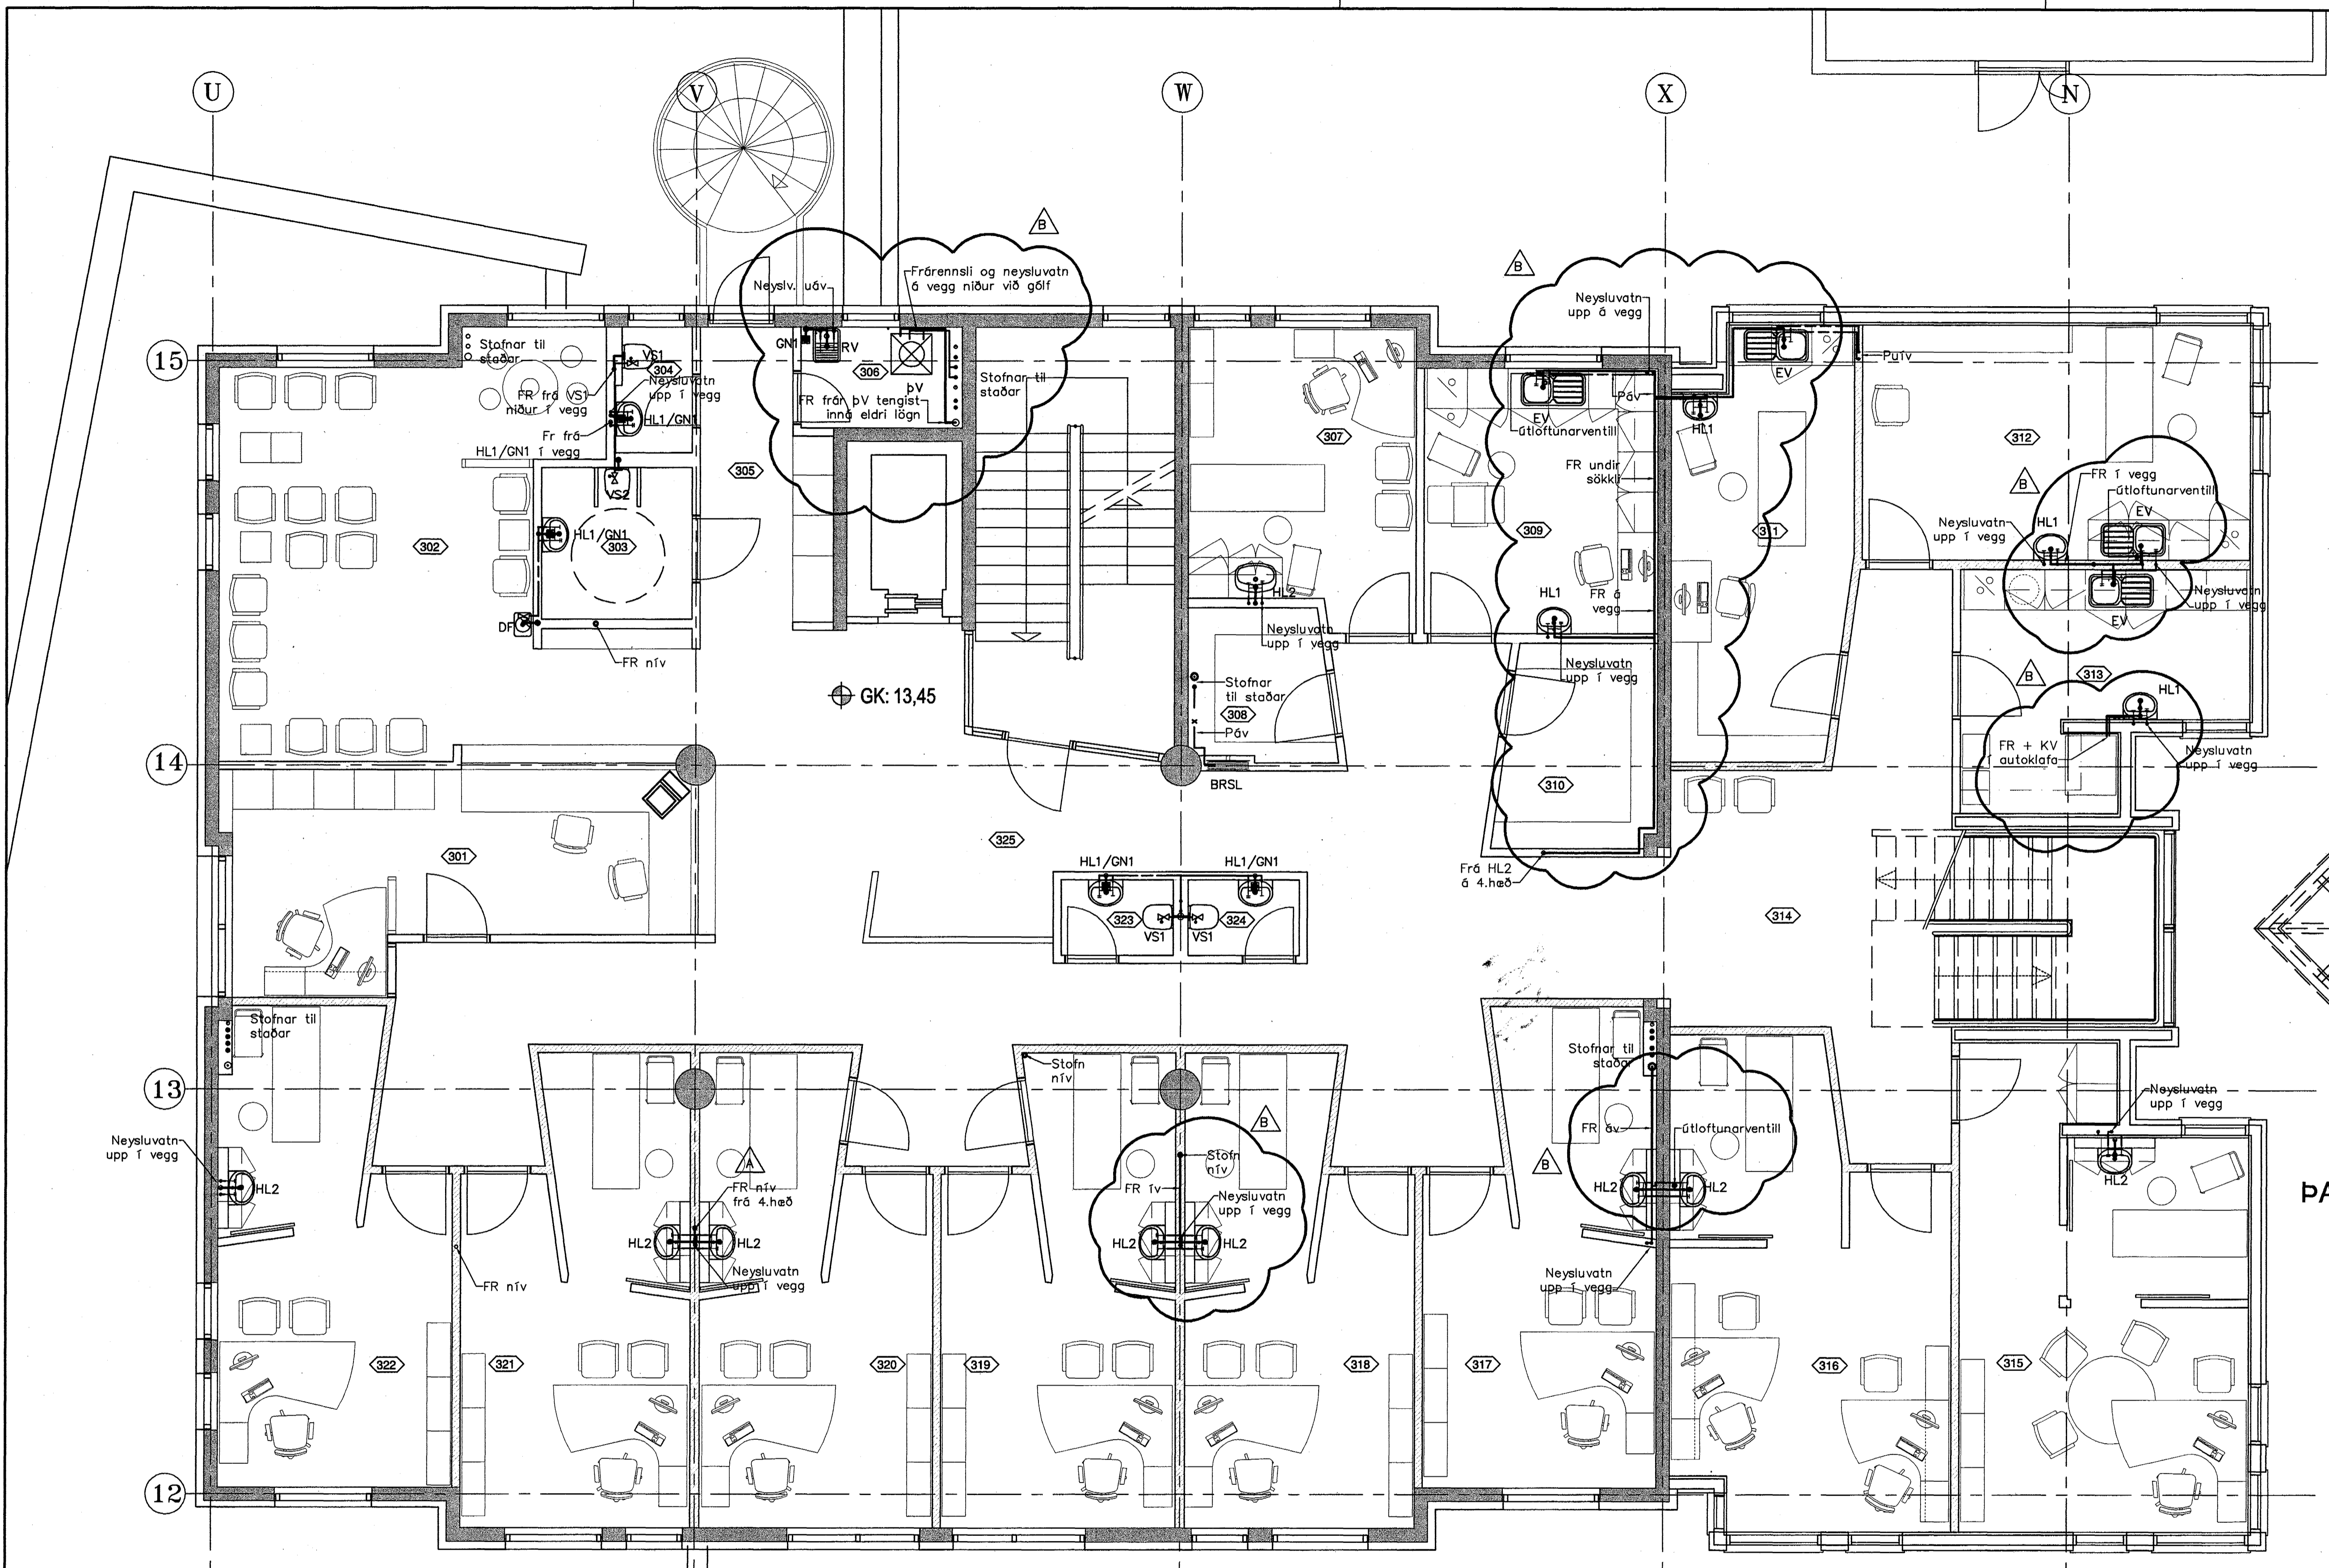 U
V
W
X
N
B
B
Frárennsli og neysluvatn
á vegg niður við gólf
Neyslv. uáv
Neysluvatn
upp á vegg
15
Stofnar til
staðar
VS1
304
Neysluvatn
upp í vegg
FR frá VS1
niður í vegg
Fr frá
HL1/GN1 í vegg
HL1/GN1
GN1
RV
306
ÞV
FR frán ÞV tengist
inná eldri lögn
Stofnar til
staðar
307
EV
Páv
útloftunarventill
HL1
EV
Puív
312
302
VS2
HL1/GN1
303
305
DF
FR nív
HL2
Neysluvatn
upp í vegg
FR undir
sökkli
309
311
HL1
FR á
vegg
Neysluvatn
upp í vegg
B
FR í vegg
útloftunarventill
Neysluvatn
upp í vegg
HL1
EV
EV
Neysluvatn
upp í vegg
GK: 13,45
Stofnar
til staðar
308
Páv
BRSL
310
Frá HL2
á 4.hæð
B
313
HL1
FR + KV
í autoklafa
Neysluvatn
upp í vegg
14
301
325
HL1/GN1
HL1/GN1
323
324
VS1
VS1
314
Stofnar til
staðar
13
Neysluvatn
upp í vegg
HL2
A
FR nív
frá 4.hæð
HL2
HL2
Neysluvatn
upp í vegg
FR nív
Stofn
nív
B
Stofn
nív
FR ív
Neysluvatn
upp í vegg
HL2
HL2
Stofnar til
staðar
FR áv
útloftunarventill
B
HL2
HL2
Neysluvatn
upp í vegg
Neysluvatn
upp í vegg
HL2
ÞA
322
321
320
319
318
317
316
315
12